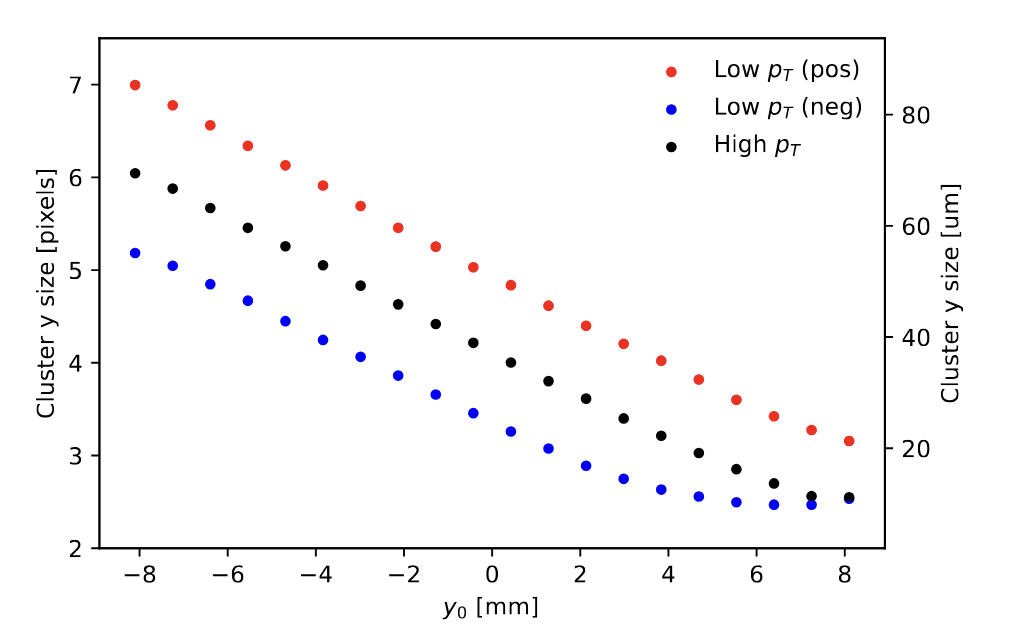 Low p_T (pos)
Low p_T (neg)
High p_T
7
6
5
4
3
2
Cluster y size [pixels]
80
60
40
20
Cluster y size [um]
−8 −6 −4 −2 0 2 4 6 8
y_0 [mm]